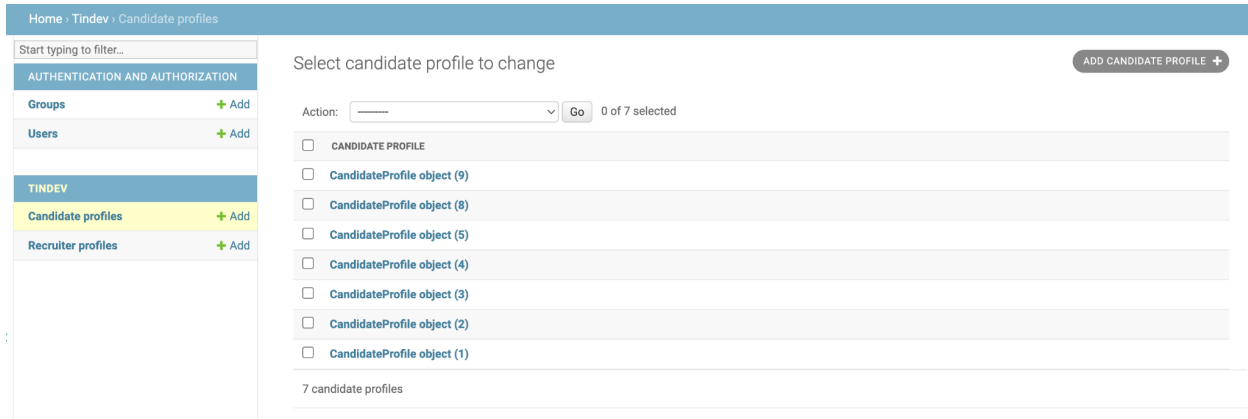 Home › Tindev › Candidate profiles
Start typing to filter...
AUTHENTICATION AND AUTHORIZATION
Groups + Add
Users + Add
TINDEV
Candidate profiles + Add
Recruiter profiles + Add
Select candidate profile to change
ADD CANDIDATE PROFILE +
Action: --------- Go 0 of 7 selected
CANDIDATE PROFILE
CandidateProfile object (9)
CandidateProfile object (8)
CandidateProfile object (5)
CandidateProfile object (4)
CandidateProfile object (3)
CandidateProfile object (2)
CandidateProfile object (1)
7 candidate profiles